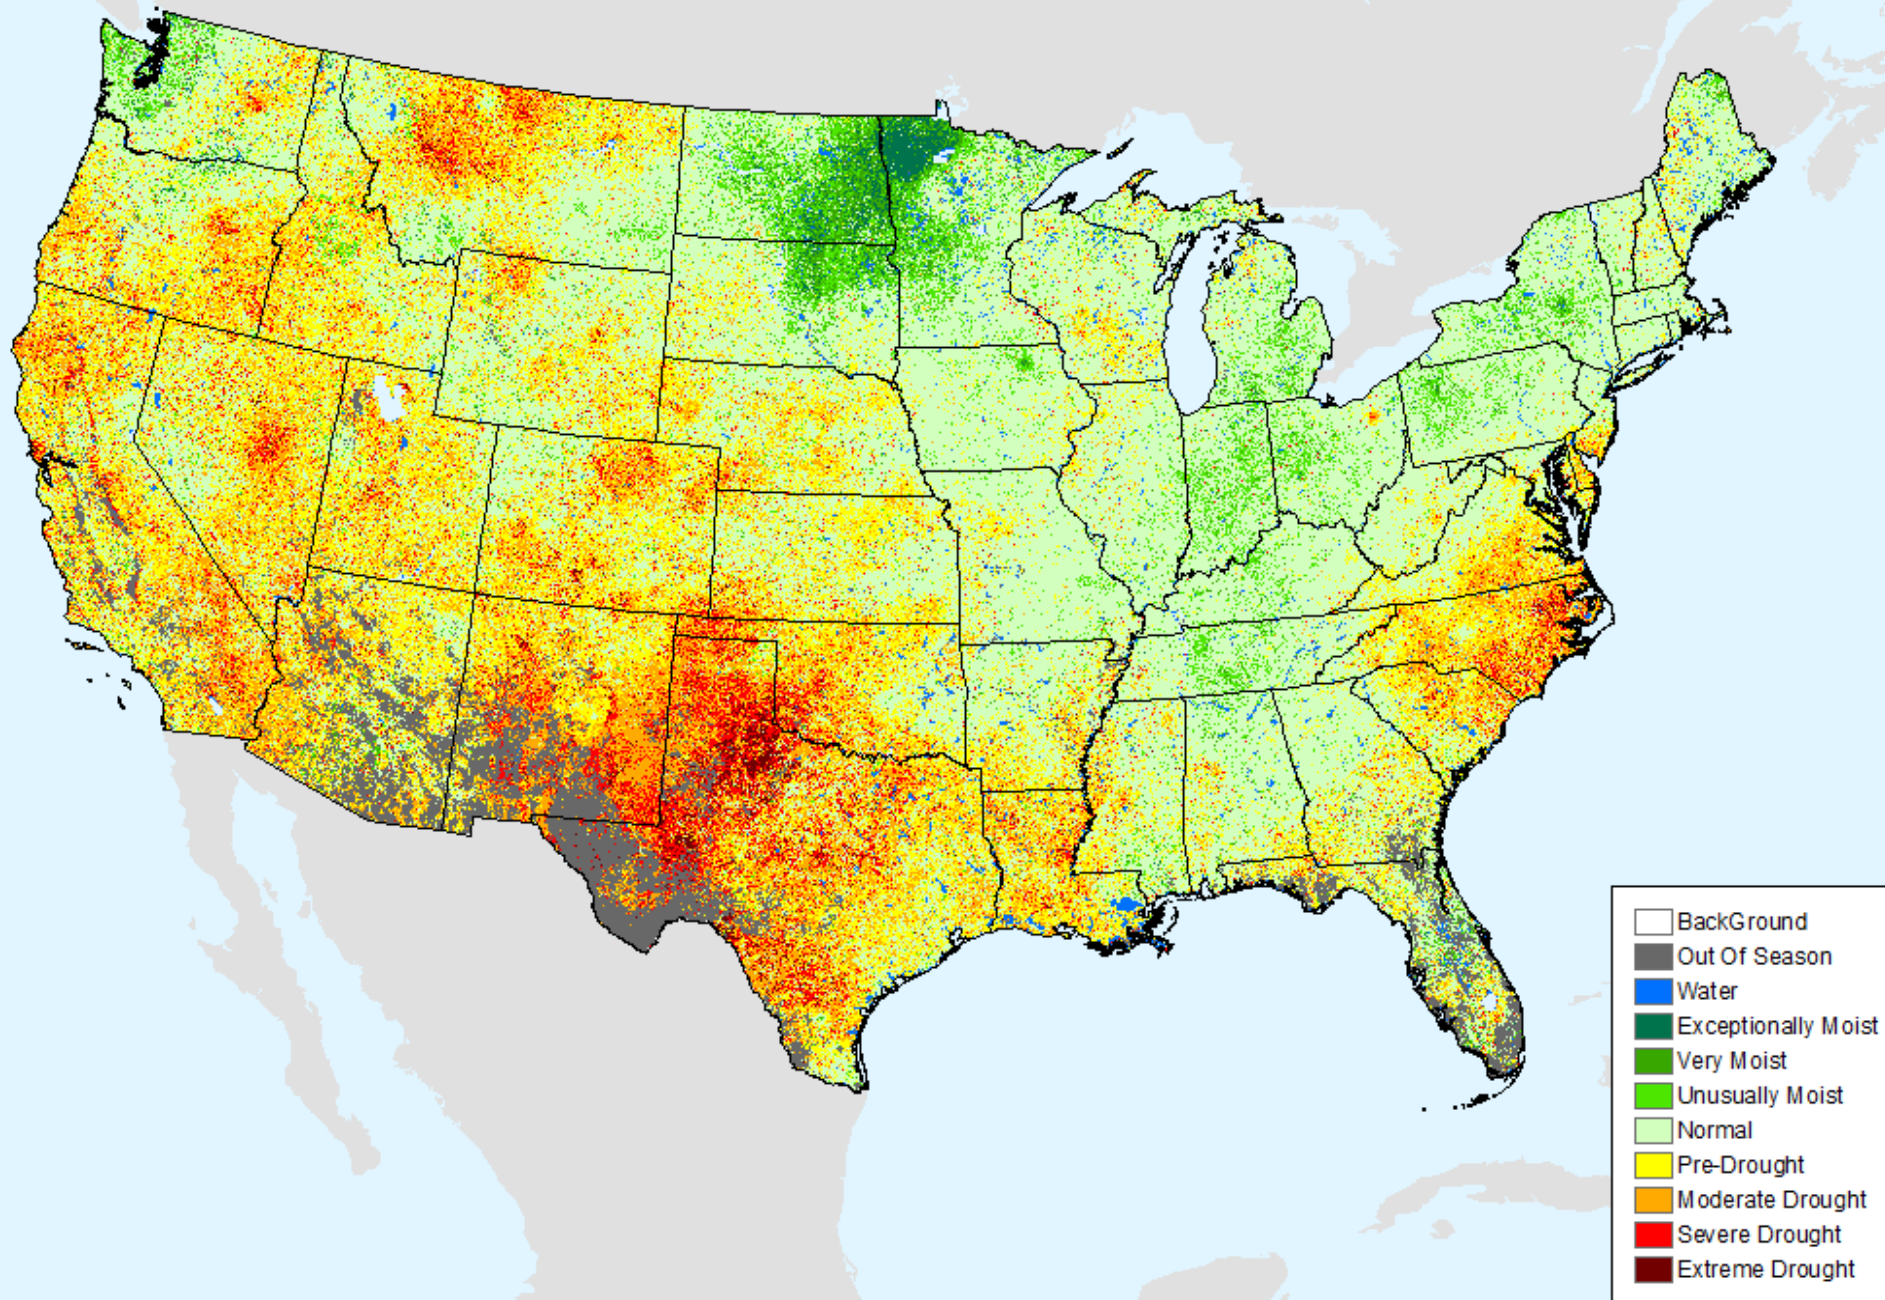 BackGround
Out Of Season
Water
Exceptionally Moist
Very Moist
Unusually Moist
Normal
Pre-Drought
Moderate Drought
Severe Drought
Extreme Drought